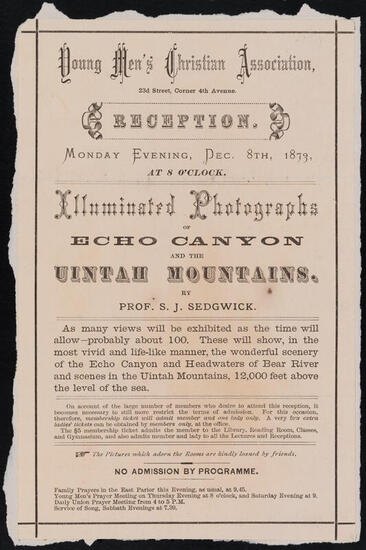 Young Men's Christian Association,
23d Street, Corner 4th Avenue.
RECEPTION.
MONDAY EVENING, DEC. 8TH, 1879,
AT 8 O'CLOCK.
Illuminated Photographs
OF
ECHO CANYON
AND THE
UINTAH MOUNTAINS.
BY
PROF. S. J. SEDGWICK.
As many views will be exhibited as the time will
allow—probably about 100. These will show, in the
most vivid and life-like manner, the wonderful scenery
of the Echo Canyon and Headwaters of Bear River
and scenes in the Uintah Mountains, 12,000 feet above
the level of the sea.
On account of the large number of members who desire to attend this reception, it
becomes necessary to still more restrict the terms of admission. For this occasion,
therefore, membership ticket will admit member and one lady only. A very few extra
ladies' tickets can be obtained by members only, at the office.
The $5 membership ticket admits the member to the Library, Reading Room, Classes,
and Gymnasium, and also admits member and lady to all the Lectures and Receptions.
☞ The Pictures which adorn the Rooms are kindly loaned by friends.
NO ADMISSION BY PROGRAMME.
Family Prayers in the East Parlor this Evening, as usual, at 9.45.
Young Men's Prayer Meeting on Thursday Evening at 8 o'clock, and Saturday Evening at 9.
Daily Union Prayer Meeting from 4 to 5 P.M.
Service of Song, Sabbath Evenings at 7.30.